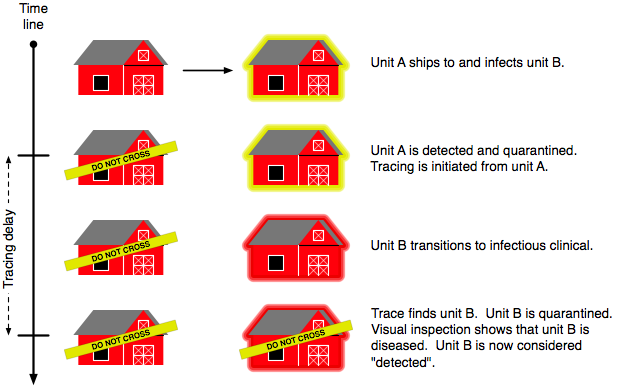 Time
line
Unit A ships to and infects unit B.
DO NOT CROSS
Unit A is detected and quarantined.
Tracing is initiated from unit A.
Tracing delay
DO NOT CROSS
Unit B transitions to infectious clinical.
DO NOT CROSS
DO NOT CROSS
Trace finds unit B.  Unit B is quarantined.
Visual inspection shows that unit B is
diseased.  Unit B is now considered
"detected".